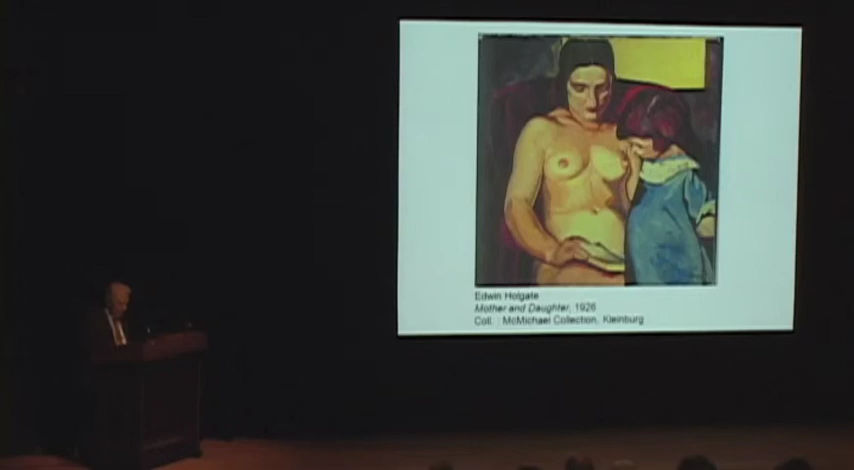 Edwin Holgate
Mother and Daughter, 1926
Coll. : McMichael Collection, Kleinburg